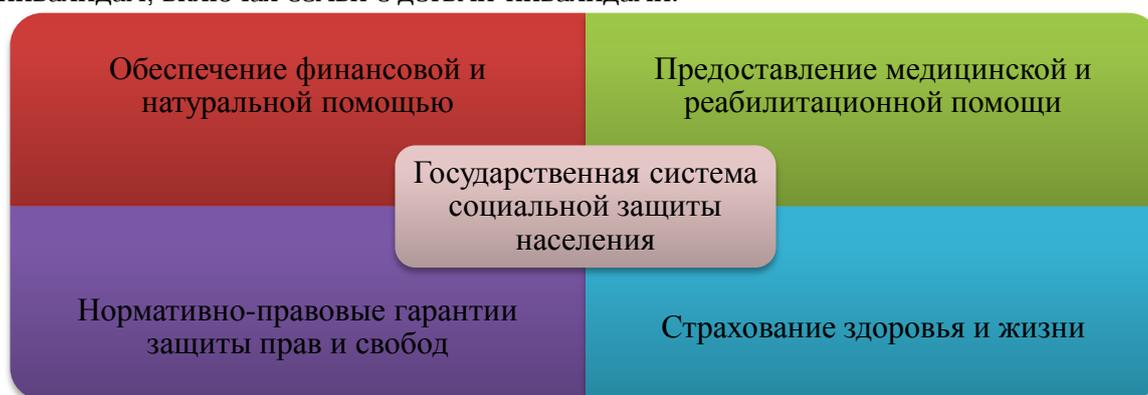 Обеспечение финансовой и
натуральной помощью
Предоставление медицинской и
реабилитационной помощи
Государственная система
социальной защиты
населения
Нормативно-правовые гарантии
защиты прав и свобод
Страхование здоровья и жизни